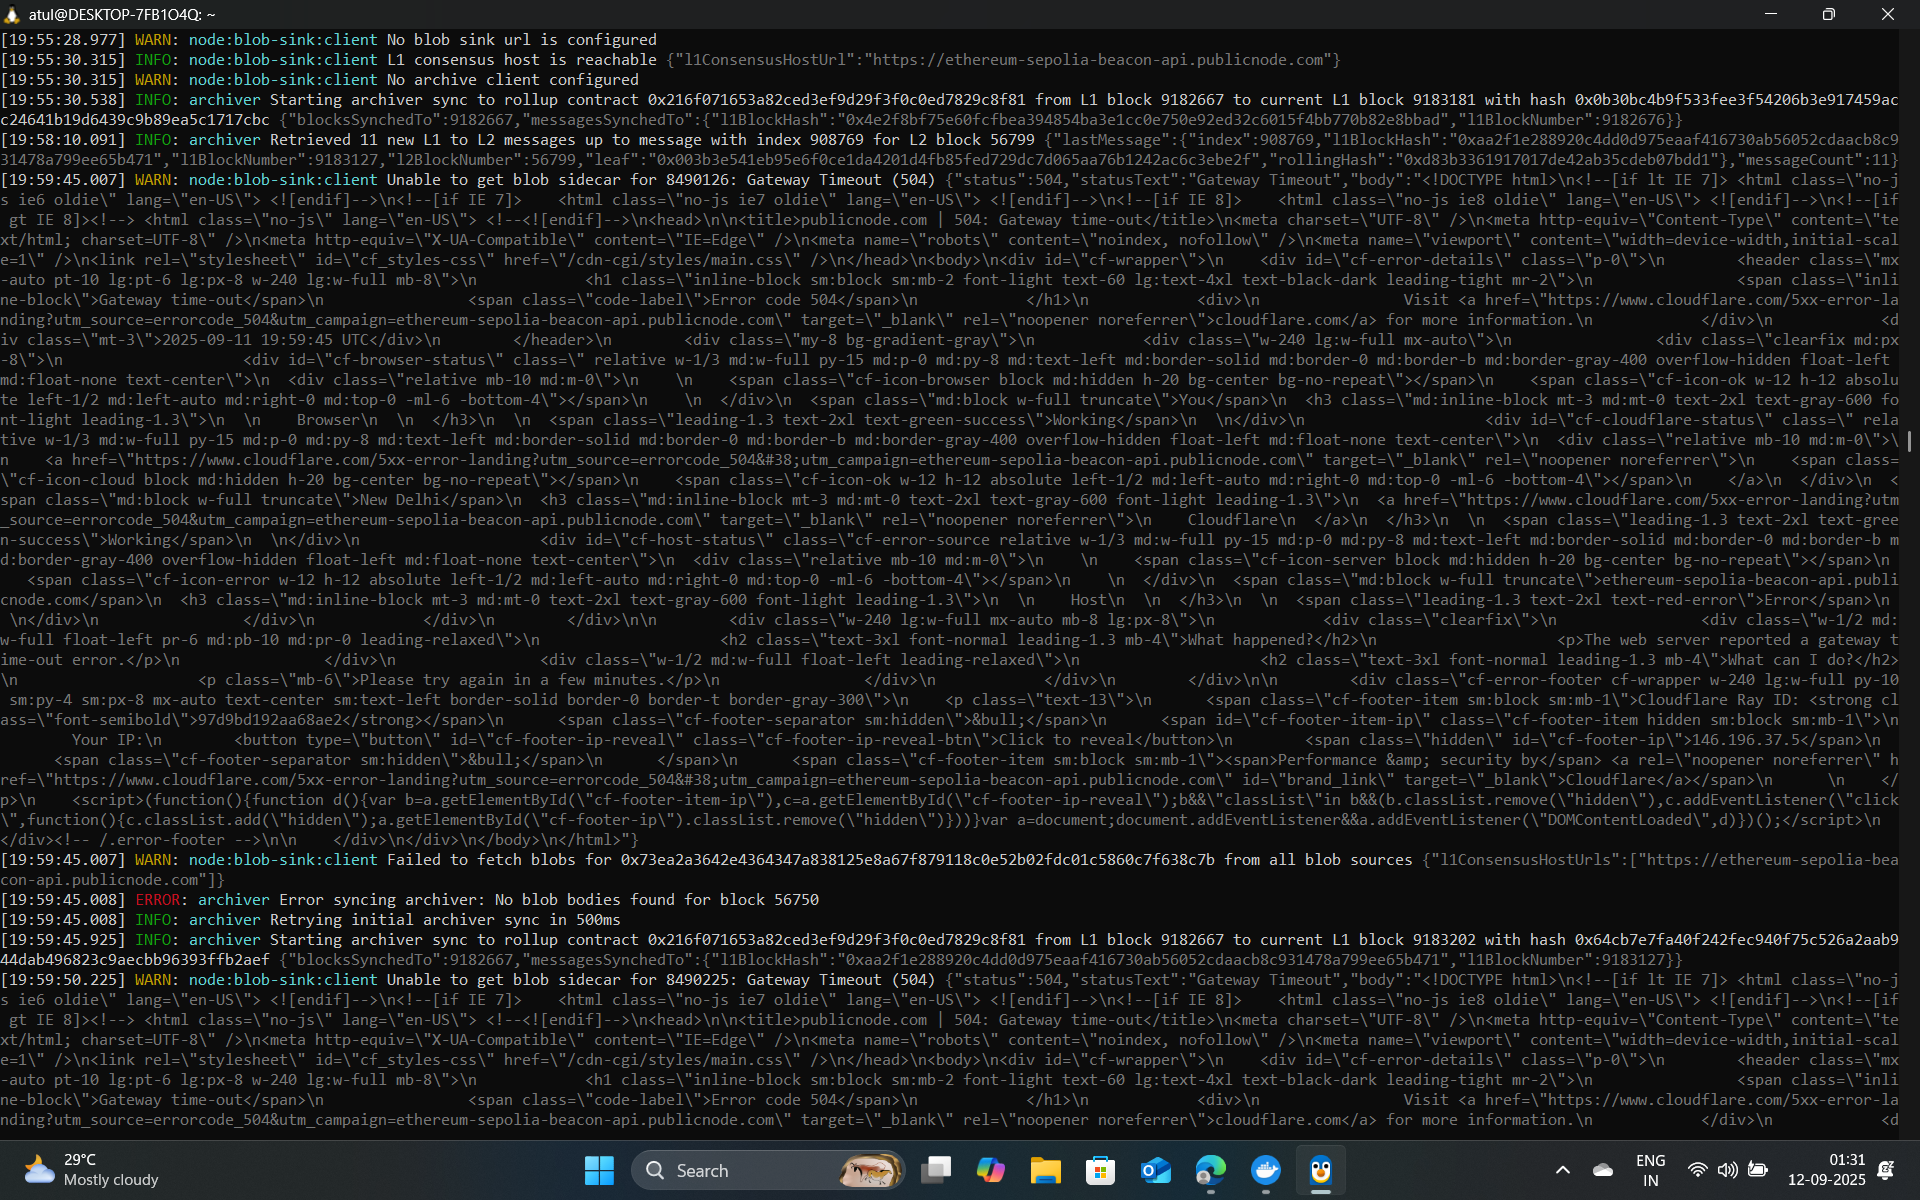 atul@DESKTOP-7FB1O4Q: ~
[19:55:28.977] WARN: node:blob-sink:client No blob sink url is configured
[19:55:30.315] INFO: node:blob-sink:client L1 consensus host is reachable {"l1ConsensusHostUrl":"https://ethereum-sepolia-beacon-api.publicnode.com"}
[19:55:30.315] WARN: node:blob-sink:client No archive client configured
[19:55:30.538] INFO: archiver Starting archiver sync to rollup contract 0x216f071653a82ced3ef9d29f3f0c0ed7829c8f81 from L1 block 9182667 to current L1 block 9183181 with hash 0x0b30bc4b9f533fee3f54206b3e917459ac
c24641b19d6439c9b89ea5c1717cbc {"blocksSynchedTo":9182667,"messagesSynchedTo":{"l1BlockHash":"0x4e2f8bf75e60fcfbea394854ba3e1cc0e750e92ed32c6015f4bb770b82e8bbad","l1BlockNumber":9182676}}
[19:58:10.091] INFO: archiver Retrieved 11 new L1 to L2 messages up to message with index 908769 for L2 block 56799 {"lastMessage":{"index":908769,"l1BlockHash":"0xaa2f1e288920c4dd0d975eaaf416730ab56052cdaacb8c9
31478a799ee65b471","l1BlockNumber":9183127,"l2BlockNumber":56799,"leaf":"0x003b3e541eb95e6f0ce1da4201d4fb85fed729dc7d065aa76b1242ac6c3ebe2f","rollingHash":"0xd83b3361917017de42ab35cdeb07bdd1"},"messageCount":11}
[19:59:45.007] WARN: node:blob-sink:client Unable to get blob sidecar for 8490126: Gateway Timeout (504) {"status":504,"statusText":"Gateway Timeout","body":"<!DOCTYPE html>\n<!--[if lt IE 7]> <html class=\"no-j
s ie6 oldie\" lang=\"en-US\"> <![endif]-->\n<!--[if IE 7]>    <html class=\"no-js ie7 oldie\" lang=\"en-US\"> <![endif]-->\n<!--[if IE 8]>    <html class=\"no-js ie8 oldie\" lang=\"en-US\"> <![endif]-->\n<!--[if
 gt IE 8]><!--> <html class=\"no-js\" lang=\"en-US\"> <!--<![endif]-->\n<head>\n\n<title>publicnode.com | 504: Gateway time-out</title>\n<meta charset=\"UTF-8\" />\n<meta http-equiv=\"Content-Type\" content=\"te
xt/html; charset=UTF-8\" />\n<meta http-equiv=\"X-UA-Compatible\" content=\"IE=Edge\" />\n<meta name=\"robots\" content=\"noindex, nofollow\" />\n<meta name=\"viewport\" content=\"width=device-width,initial-scal
e=1\" />\n<link rel=\"stylesheet\" id=\"cf_styles-css\" href=\"/cdn-cgi/styles/main.css\" />\n</head>\n<body>\n<div id=\"cf-wrapper\">\n    <div id=\"cf-error-details\" class=\"p-0\">\n        <header class=\"mx
-auto pt-10 lg:pt-6 lg:px-8 w-240 lg:w-full mb-8\">\n            <h1 class=\"inline-block sm:block sm:mb-2 font-light text-60 lg:text-4xl text-black-dark leading-tight mr-2\">\n                <span class=\"inli
ne-block\">Gateway time-out</span>\n                <span class=\"code-label\">Error code 504</span>\n            </h1>\n            <div>\n                Visit <a href=\"https://www.cloudflare.com/5xx-error-la
nding?utm_source=errorcode_504&utm_campaign=ethereum-sepolia-beacon-api.publicnode.com\" target=\"_blank\" rel=\"noopener noreferrer\">cloudflare.com</a> for more information.\n            </div>\n            <d
iv class=\"mt-3\">2025-09-11 19:59:45 UTC</div>\n        </header>\n        <div class=\"my-8 bg-gradient-gray\">\n            <div class=\"w-240 lg:w-full mx-auto\">\n                <div class=\"clearfix md:px
-8\">\n                    <div id=\"cf-browser-status\" class=\" relative w-1/3 md:w-full py-15 md:p-0 md:py-8 md:text-left md:border-solid md:border-0 md:border-b md:border-gray-400 overflow-hidden float-left
md:float-none text-center\">\n  <div class=\"relative mb-10 md:m-0\">\n    \n    <span class=\"cf-icon-browser block md:hidden h-20 bg-center bg-no-repeat\"></span>\n    <span class=\"cf-icon-ok w-12 h-12 absolu
te left-1/2 md:left-auto md:right-0 md:top-0 -ml-6 -bottom-4\"></span>\n    \n  </div>\n  <span class=\"md:block w-full truncate\">You</span>\n  <h3 class=\"md:inline-block mt-3 md:mt-0 text-2xl text-gray-600 fo
nt-light leading-1.3\">\n  \n    Browser\n  \n  </h3>\n  \n  <span class=\"leading-1.3 text-2xl text-green-success\">Working</span>\n  \n</div>\n                    <div id=\"cf-cloudflare-status\" class=\" rela
tive w-1/3 md:w-full py-15 md:p-0 md:py-8 md:text-left md:border-solid md:border-0 md:border-b md:border-gray-400 overflow-hidden float-left md:float-none text-center\">\n  <div class=\"relative mb-10 md:m-0\">\
n    <a href=\"https://www.cloudflare.com/5xx-error-landing?utm_source=errorcode_504&#38;utm_campaign=ethereum-sepolia-beacon-api.publicnode.com\" target=\"_blank\" rel=\"noopener noreferrer\">\n    <span class=
\"cf-icon-cloud block md:hidden h-20 bg-center bg-no-repeat\"></span>\n    <span class=\"cf-icon-ok w-12 h-12 absolute left-1/2 md:left-auto md:right-0 md:top-0 -ml-6 -bottom-4\"></span>\n    </a>\n  </div>\n  <
span class=\"md:block w-full truncate\">New Delhi</span>\n  <h3 class=\"md:inline-block mt-3 md:mt-0 text-2xl text-gray-600 font-light leading-1.3\">\n  <a href=\"https://www.cloudflare.com/5xx-error-landing?utm
_source=errorcode_504&utm_campaign=ethereum-sepolia-beacon-api.publicnode.com\" target=\"_blank\" rel=\"noopener noreferrer\">\n    Cloudflare\n  </a>\n  </h3>\n  \n  <span class=\"leading-1.3 text-2xl text-gree
n-success\">Working</span>\n  \n</div>\n                    <div id=\"cf-host-status\" class=\"cf-error-source relative w-1/3 md:w-full py-15 md:p-0 md:py-8 md:text-left md:border-solid md:border-0 md:border-b m
d:border-gray-400 overflow-hidden float-left md:float-none text-center\">\n  <div class=\"relative mb-10 md:m-0\">\n    \n    <span class=\"cf-icon-server block md:hidden h-20 bg-center bg-no-repeat\"></span>\n
   <span class=\"cf-icon-error w-12 h-12 absolute left-1/2 md:left-auto md:right-0 md:top-0 -ml-6 -bottom-4\"></span>\n    \n  </div>\n  <span class=\"md:block w-full truncate\">ethereum-sepolia-beacon-api.publi
cnode.com</span>\n  <h3 class=\"md:inline-block mt-3 md:mt-0 text-2xl text-gray-600 font-light leading-1.3\">\n  \n    Host\n  \n  </h3>\n  \n  <span class=\"leading-1.3 text-2xl text-red-error\">Error</span>\n
 \n</div>\n                </div>\n            </div>\n        </div>\n\n        <div class=\"w-240 lg:w-full mx-auto mb-8 lg:px-8\">\n            <div class=\"clearfix\">\n                <div class=\"w-1/2 md:
w-full float-left pr-6 md:pb-10 md:pr-0 leading-relaxed\">\n                    <h2 class=\"text-3xl font-normal leading-1.3 mb-4\">What happened?</h2>\n                    <p>The web server reported a gateway t
ime-out error.</p>\n                </div>\n                <div class=\"w-1/2 md:w-full float-left leading-relaxed\">\n                    <h2 class=\"text-3xl font-normal leading-1.3 mb-4\">What can I do?</h2>
\n                    <p class=\"mb-6\">Please try again in a few minutes.</p>\n                </div>\n            </div>\n        </div>\n\n        <div class=\"cf-error-footer cf-wrapper w-240 lg:w-full py-10
 sm:py-4 sm:px-8 mx-auto text-center sm:text-left border-solid border-0 border-t border-gray-300\">\n    <p class=\"text-13\">\n      <span class=\"cf-footer-item sm:block sm:mb-1\">Cloudflare Ray ID: <strong cl
ass=\"font-semibold\">97d9bd192aa68ae2</strong></span>\n      <span class=\"cf-footer-separator sm:hidden\">&bull;</span>\n      <span id=\"cf-footer-item-ip\" class=\"cf-footer-item hidden sm:block sm:mb-1\">\n
        Your IP:\n        <button type=\"button\" id=\"cf-footer-ip-reveal\" class=\"cf-footer-ip-reveal-btn\">Click to reveal</button>\n        <span class=\"hidden\" id=\"cf-footer-ip\">146.196.37.5</span>\n
      <span class=\"cf-footer-separator sm:hidden\">&bull;</span>\n      </span>\n      <span class=\"cf-footer-item sm:block sm:mb-1\"><span>Performance &amp; security by</span> <a rel=\"noopener noreferrer\" h
ref=\"https://www.cloudflare.com/5xx-error-landing?utm_source=errorcode_504&#38;utm_campaign=ethereum-sepolia-beacon-api.publicnode.com\" id=\"brand_link\" target=\"_blank\">Cloudflare</a></span>\n      \n    </
p>\n    <script>(function(){function d(){var b=a.getElementById(\"cf-footer-item-ip\"),c=a.getElementById(\"cf-footer-ip-reveal\");b&&\"classList\"in b&&(b.classList.remove(\"hidden\"),c.addEventListener(\"click
\",function(){c.classList.add(\"hidden\");a.getElementById(\"cf-footer-ip\").classList.remove(\"hidden\")}))}var a=document;document.addEventListener&&a.addEventListener(\"DOMContentLoaded\",d)})();</script>\n
</div><!-- /.error-footer -->\n\n    </div>\n</div>\n</body>\n</html>"}
[19:59:45.007] WARN: node:blob-sink:client Failed to fetch blobs for 0x73ea2a3642e4364347a838125e8a67f879118c0e52b02fdc01c5860c7f638c7b from all blob sources {"l1ConsensusHostUrls":["https://ethereum-sepolia-bea
con-api.publicnode.com"]}
[19:59:45.008] ERROR: archiver Error syncing archiver: No blob bodies found for block 56750
[19:59:45.008] INFO: archiver Retrying initial archiver sync in 500ms
[19:59:45.925] INFO: archiver Starting archiver sync to rollup contract 0x216f071653a82ced3ef9d29f3f0c0ed7829c8f81 from L1 block 9182667 to current L1 block 9183202 with hash 0x64cb7e7fa40f242fec940f75c526a2aab9
44dab496823c9aecbb96393ffb2aef {"blocksSynchedTo":9182667,"messagesSynchedTo":{"l1BlockHash":"0xaa2f1e288920c4dd0d975eaaf416730ab56052cdaacb8c931478a799ee65b471","l1BlockNumber":9183127}}
[19:59:50.225] WARN: node:blob-sink:client Unable to get blob sidecar for 8490225: Gateway Timeout (504) {"status":504,"statusText":"Gateway Timeout","body":"<!DOCTYPE html>\n<!--[if lt IE 7]> <html class=\"no-j
s ie6 oldie\" lang=\"en-US\"> <![endif]-->\n<!--[if IE 7]>    <html class=\"no-js ie7 oldie\" lang=\"en-US\"> <![endif]-->\n<!--[if IE 8]>    <html class=\"no-js ie8 oldie\" lang=\"en-US\"> <![endif]-->\n<!--[if
 gt IE 8]><!--> <html class=\"no-js\" lang=\"en-US\"> <!--<![endif]-->\n<head>\n\n<title>publicnode.com | 504: Gateway time-out</title>\n<meta charset=\"UTF-8\" />\n<meta http-equiv=\"Content-Type\" content=\"te
xt/html; charset=UTF-8\" />\n<meta http-equiv=\"X-UA-Compatible\" content=\"IE=Edge\" />\n<meta name=\"robots\" content=\"noindex, nofollow\" />\n<meta name=\"viewport\" content=\"width=device-width,initial-scal
e=1\" />\n<link rel=\"stylesheet\" id=\"cf_styles-css\" href=\"/cdn-cgi/styles/main.css\" />\n</head>\n<body>\n<div id=\"cf-wrapper\">\n    <div id=\"cf-error-details\" class=\"p-0\">\n        <header class=\"mx
-auto pt-10 lg:pt-6 lg:px-8 w-240 lg:w-full mb-8\">\n            <h1 class=\"inline-block sm:block sm:mb-2 font-light text-60 lg:text-4xl text-black-dark leading-tight mr-2\">\n                <span class=\"inli
ne-block\">Gateway time-out</span>\n                <span class=\"code-label\">Error code 504</span>\n            </h1>\n            <div>\n                Visit <a href=\"https://www.cloudflare.com/5xx-error-la
nding?utm_source=errorcode_504&utm_campaign=ethereum-sepolia-beacon-api.publicnode.com\" target=\"_blank\" rel=\"noopener noreferrer\">cloudflare.com</a> for more information.\n            </div>\n            <d
29°C
Mostly cloudy
Search
ENG
IN
01:31
12-09-2025